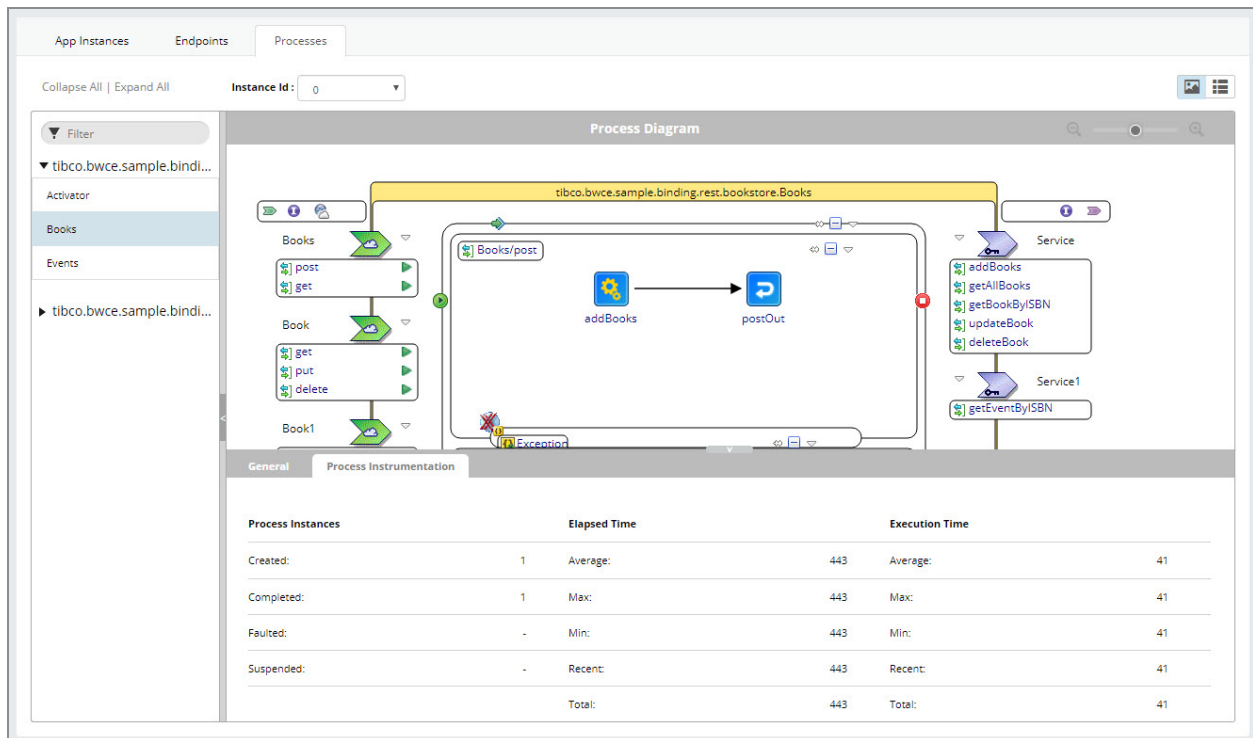 App Instances Endpoints Processes
Collapse All | Expand All Instance Id : 0
Filter
tibco.bwce.sample.bindi...
Activator
Books
Events
tibco.bwce.sample.bindi...
Process Diagram
tibco.bwce.sample.binding.rest.bookstore.Books
Books
post
get
Book
get
put
delete
Book1
Books/post
addBooks postOut
Exception
Service
addBooks
getAllBooks
getBookByISBN
updateBook
deleteBook
Service1
getEventByISBN
General Process Instrumentation
Process Instances Elapsed Time Execution Time
Created: 1 Average: 443 Average: 41
Completed: 1 Max: 443 Max: 41
Faulted: - Min: 443 Min: 41
Suspended: - Recent: 443 Recent: 41
Total: 443 Total: 41